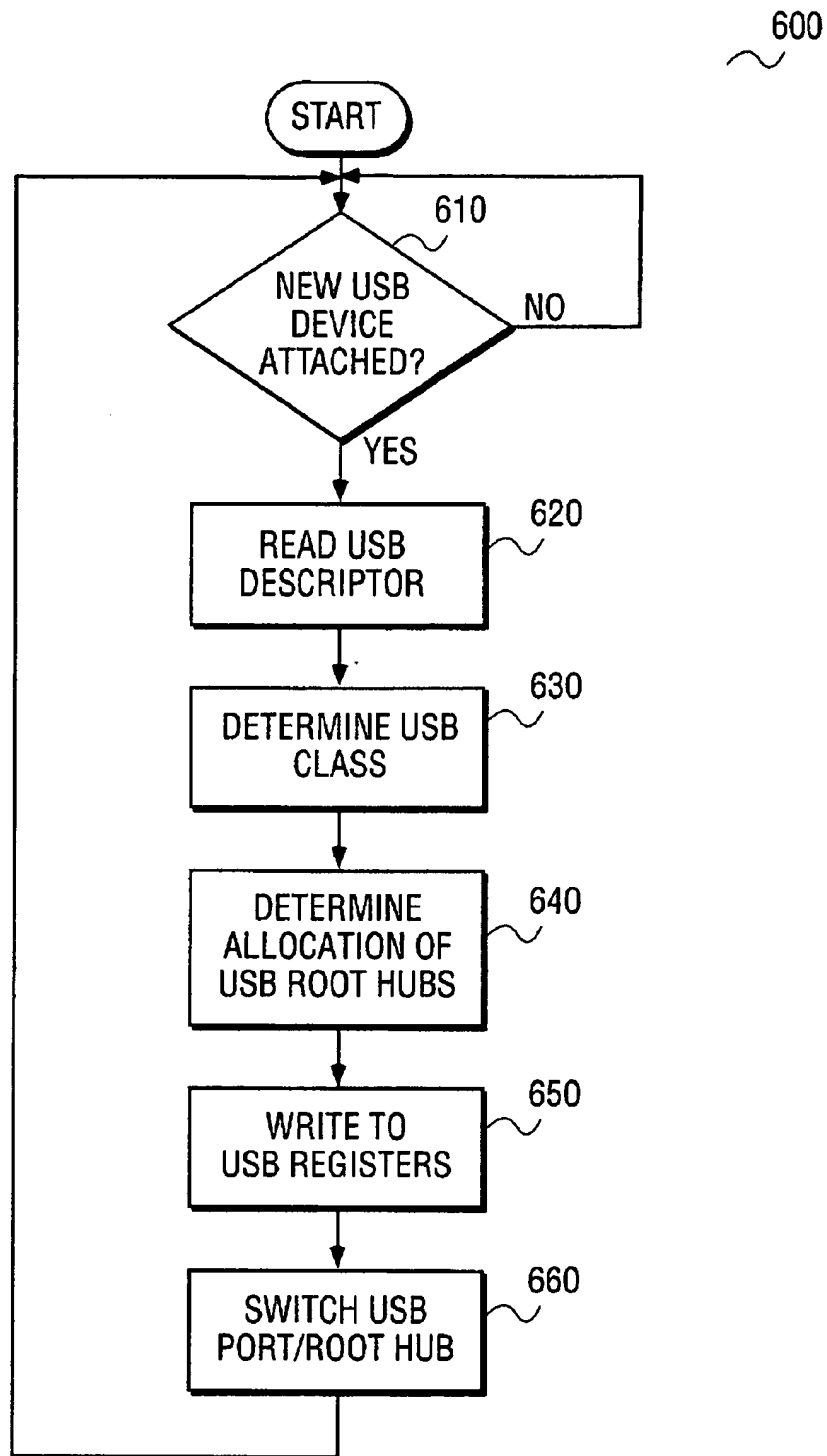 600
START
610
NEW USB
DEVICE
ATTACHED?
NO
YES
620
READ USB
DESCRIPTOR
630
DETERMINE USB
CLASS
640
DETERMINE
ALLOCATION OF
USB ROOT HUBS
650
WRITE TO
USB REGISTERS
660
SWITCH USB
PORT/ROOT HUB